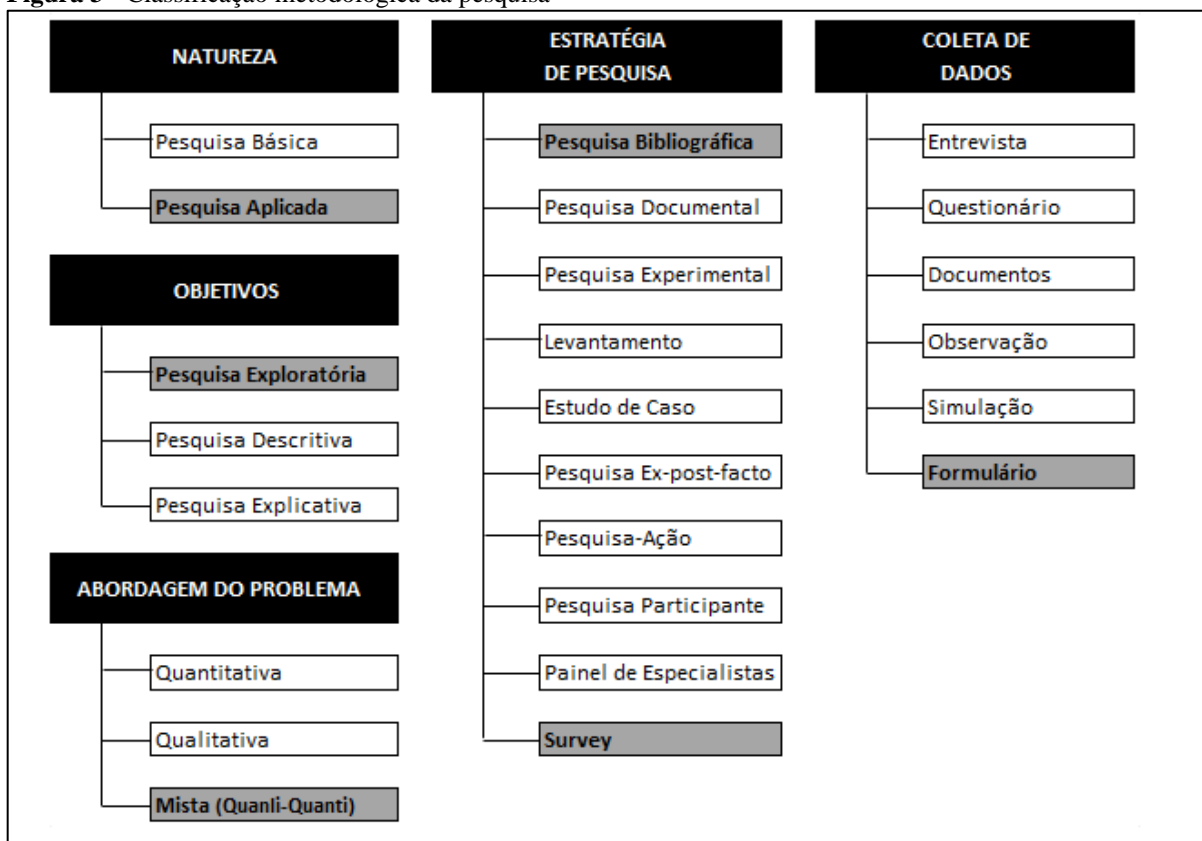 Figura 3 - Classificação metodológica da pesquisa
NATUREZA
Pesquisa Básica
Pesquisa Aplicada
OBJETIVOS
Pesquisa Exploratória
Pesquisa Descritiva
Pesquisa Explicativa
ABORDAGEM DO PROBLEMA
Quantitativa
Qualitativa
Mista (Quanli-Quanti)
ESTRATÉGIA
DE PESQUISA
Pesquisa Bibliográfica
Pesquisa Documental
Pesquisa Experimental
Levantamento
Estudo de Caso
Pesquisa Ex-post-facto
Pesquisa-Ação
Pesquisa Participante
Painel de Especialistas
Survey
COLETA DE
DADOS
Entrevista
Questionário
Documentos
Observação
Simulação
Formulário